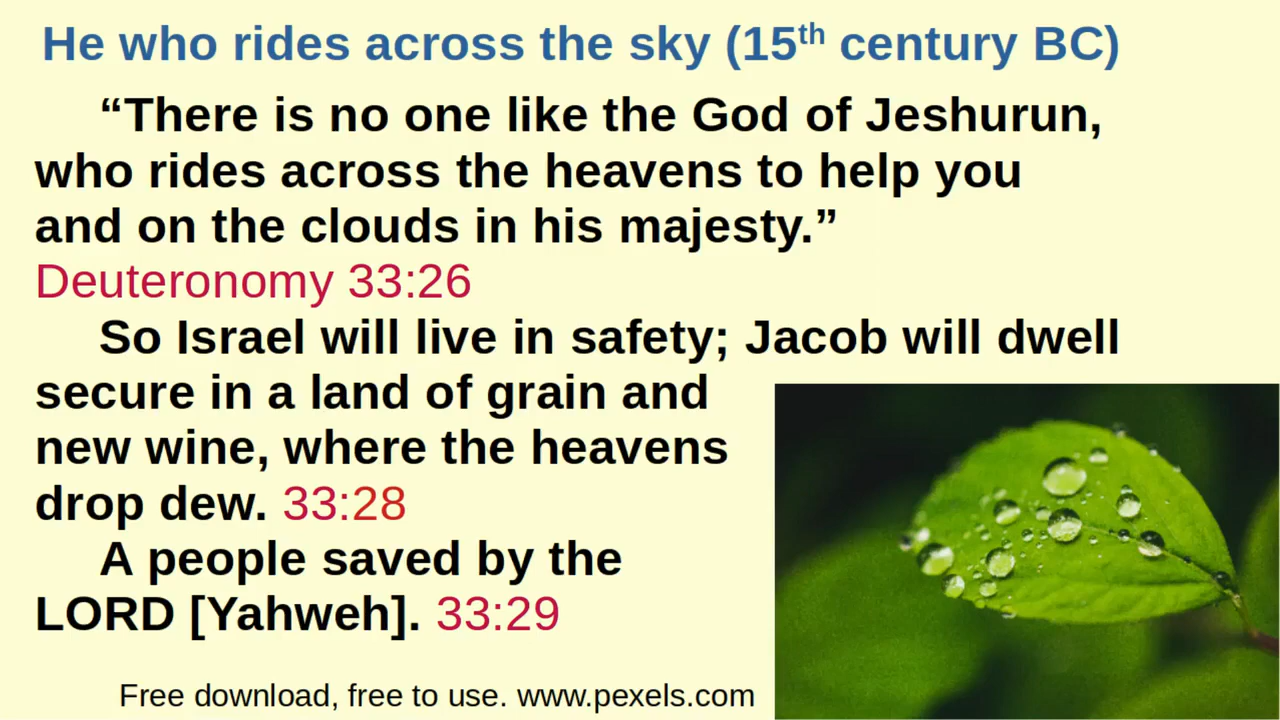 He who rides across the sky (15th century BC)
“There is no one like the God of Jeshurun,
who rides across the heavens to help you
and on the clouds in his majesty.”
Deuteronomy 33:26
So Israel will live in safety; Jacob will dwell
secure in a land of grain and
new wine, where the heavens
drop dew. 33:28
A people saved by the
LORD [Yahweh]. 33:29
Free download, free to use. www.pexels.com